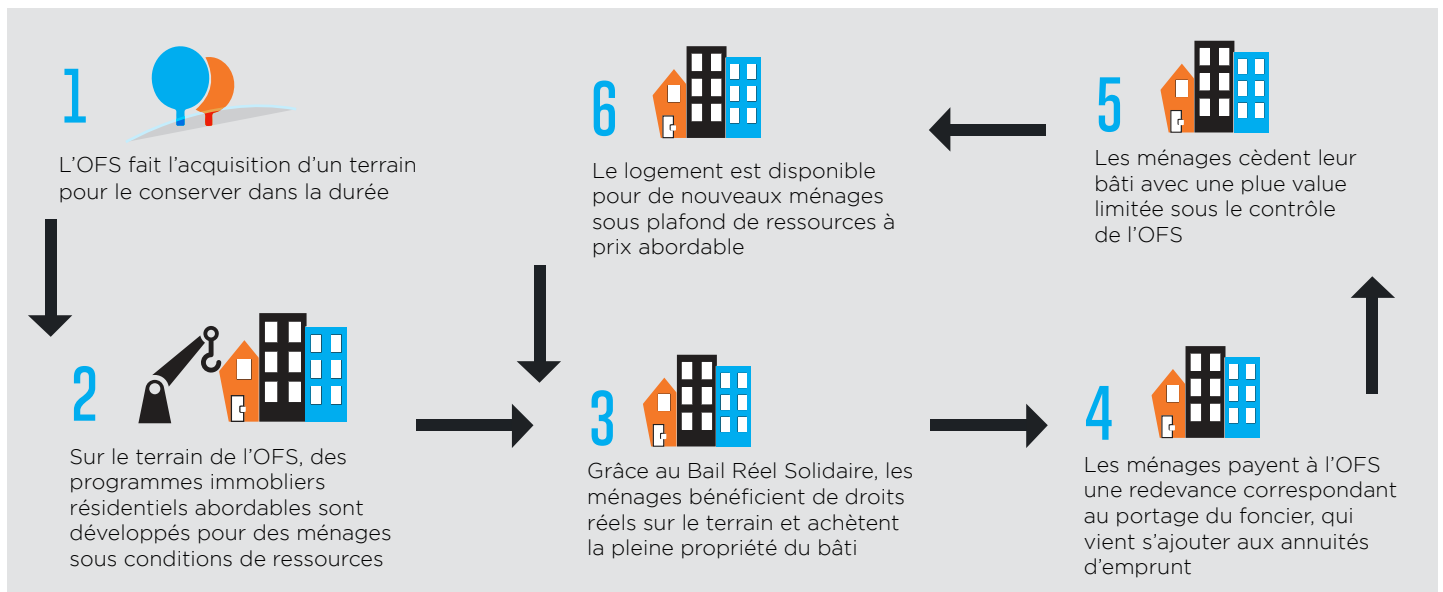 1
L'OFS fait l'acquisition d'un terrain
pour le conserver dans la durée
2
Sur le terrain de l'OFS, des
programmes immobliers
résidentiels abordables sont
développés pour des ménages
sous conditions de ressources
3
Grâce au Bail Réel Solidaire, les
ménages bénéficient de droits
réels sur le terrain et achètent
la pleine propriété du bâti
4
Les ménages payent à l'OFS
une redevance correspondant
au portage du foncier, qui
vient s'ajouter aux annuités
d'emprunt
5
Les ménages cèdent leur
bâti avec une plue value
limitée sous le contrôle
de l'OFS
6
Le logement est disponible
pour de nouveaux ménages
sous plafond de ressources à
prix abordable